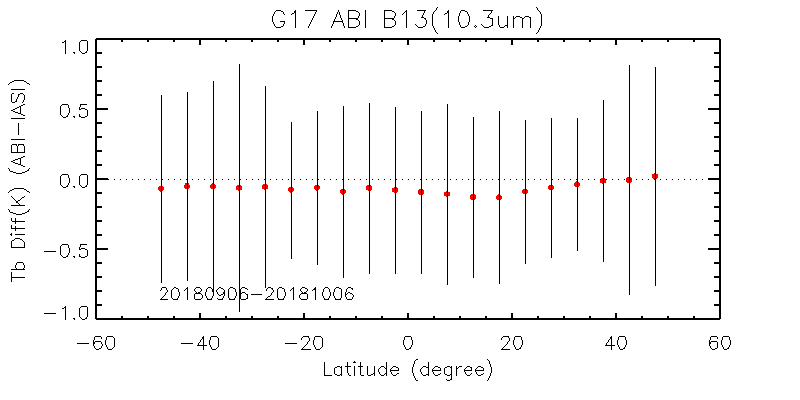 G17 ABI B13(10.3um)
Tb Diff(K) (ABI-IASI)
1.0
0.5
0.0
-0.5
-1.0
20180906-20181006
-60 -40 -20 0 20 40 60
Latitude (degree)